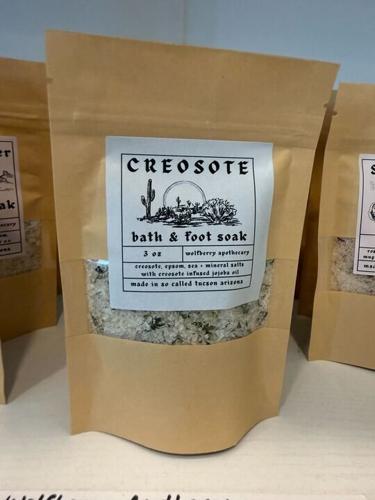 CREOSOTE
bath & foot soak
3 oz wolfberry apothecary
creosote, epsom, sea + mineral salts
with creosote infused jojoba oil
made in so called tucson arizona